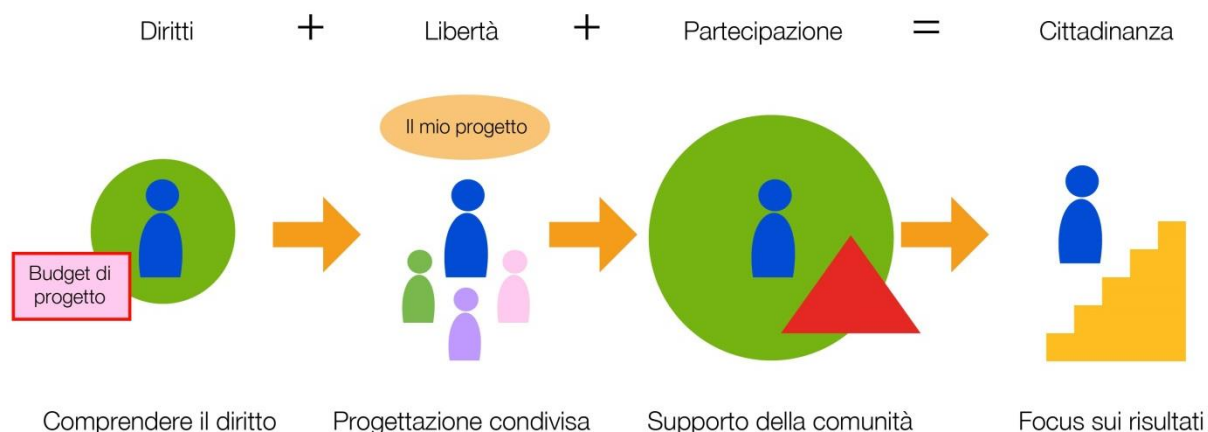 Diritti + Libertà + Partecipazione = Cittadinanza
Il mio progetto
Budget di
progetto
Comprendere il diritto
Progettazione condivisa
Supporto della comunità
Focus sui risultati